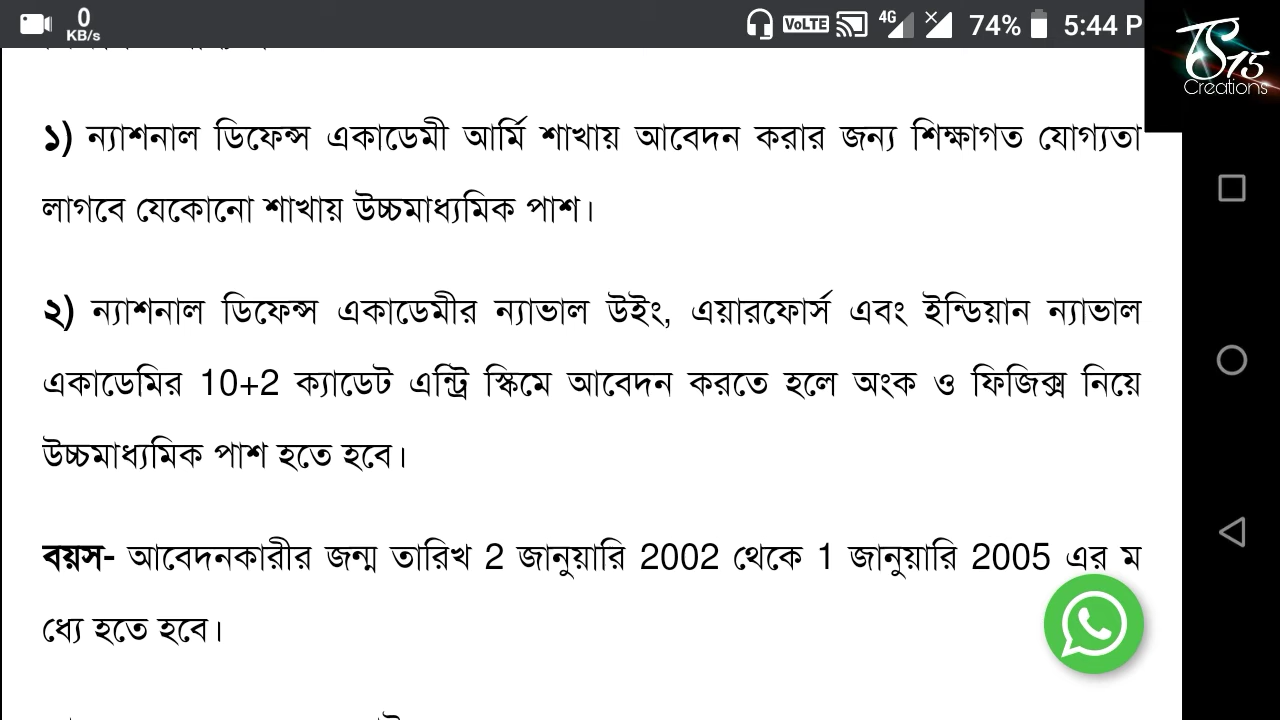 0
KB/s
VoLTE 4G 74% 5:44 P
TS15
Creations
১) ন্যাশনাল ডিফেন্স একাডেমী আর্মি শাখায় আবেদন করার জন্য শিক্ষাগত যোগ্যতা
লাগবে যেকোনো শাখায় উচ্চমাধ্যমিক পাশ।
২) ন্যাশনাল ডিফেন্স একাডেমীর ন্যাভাল উইং, এয়ারফোর্স এবং ইন্ডিয়ান ন্যাভাল
একাডেমির 10+2 ক্যাডেট এন্ট্রি স্কিমে আবেদন করতে হলে অংক ও ফিজিক্স নিয়ে
উচ্চমাধ্যমিক পাশ হতে হবে।
বয়স- আবেদনকারীর জন্ম তারিখ 2 জানুয়ারি 2002 থেকে 1 জানুয়ারি 2005 এর ম
ধ্যে হতে হবে।